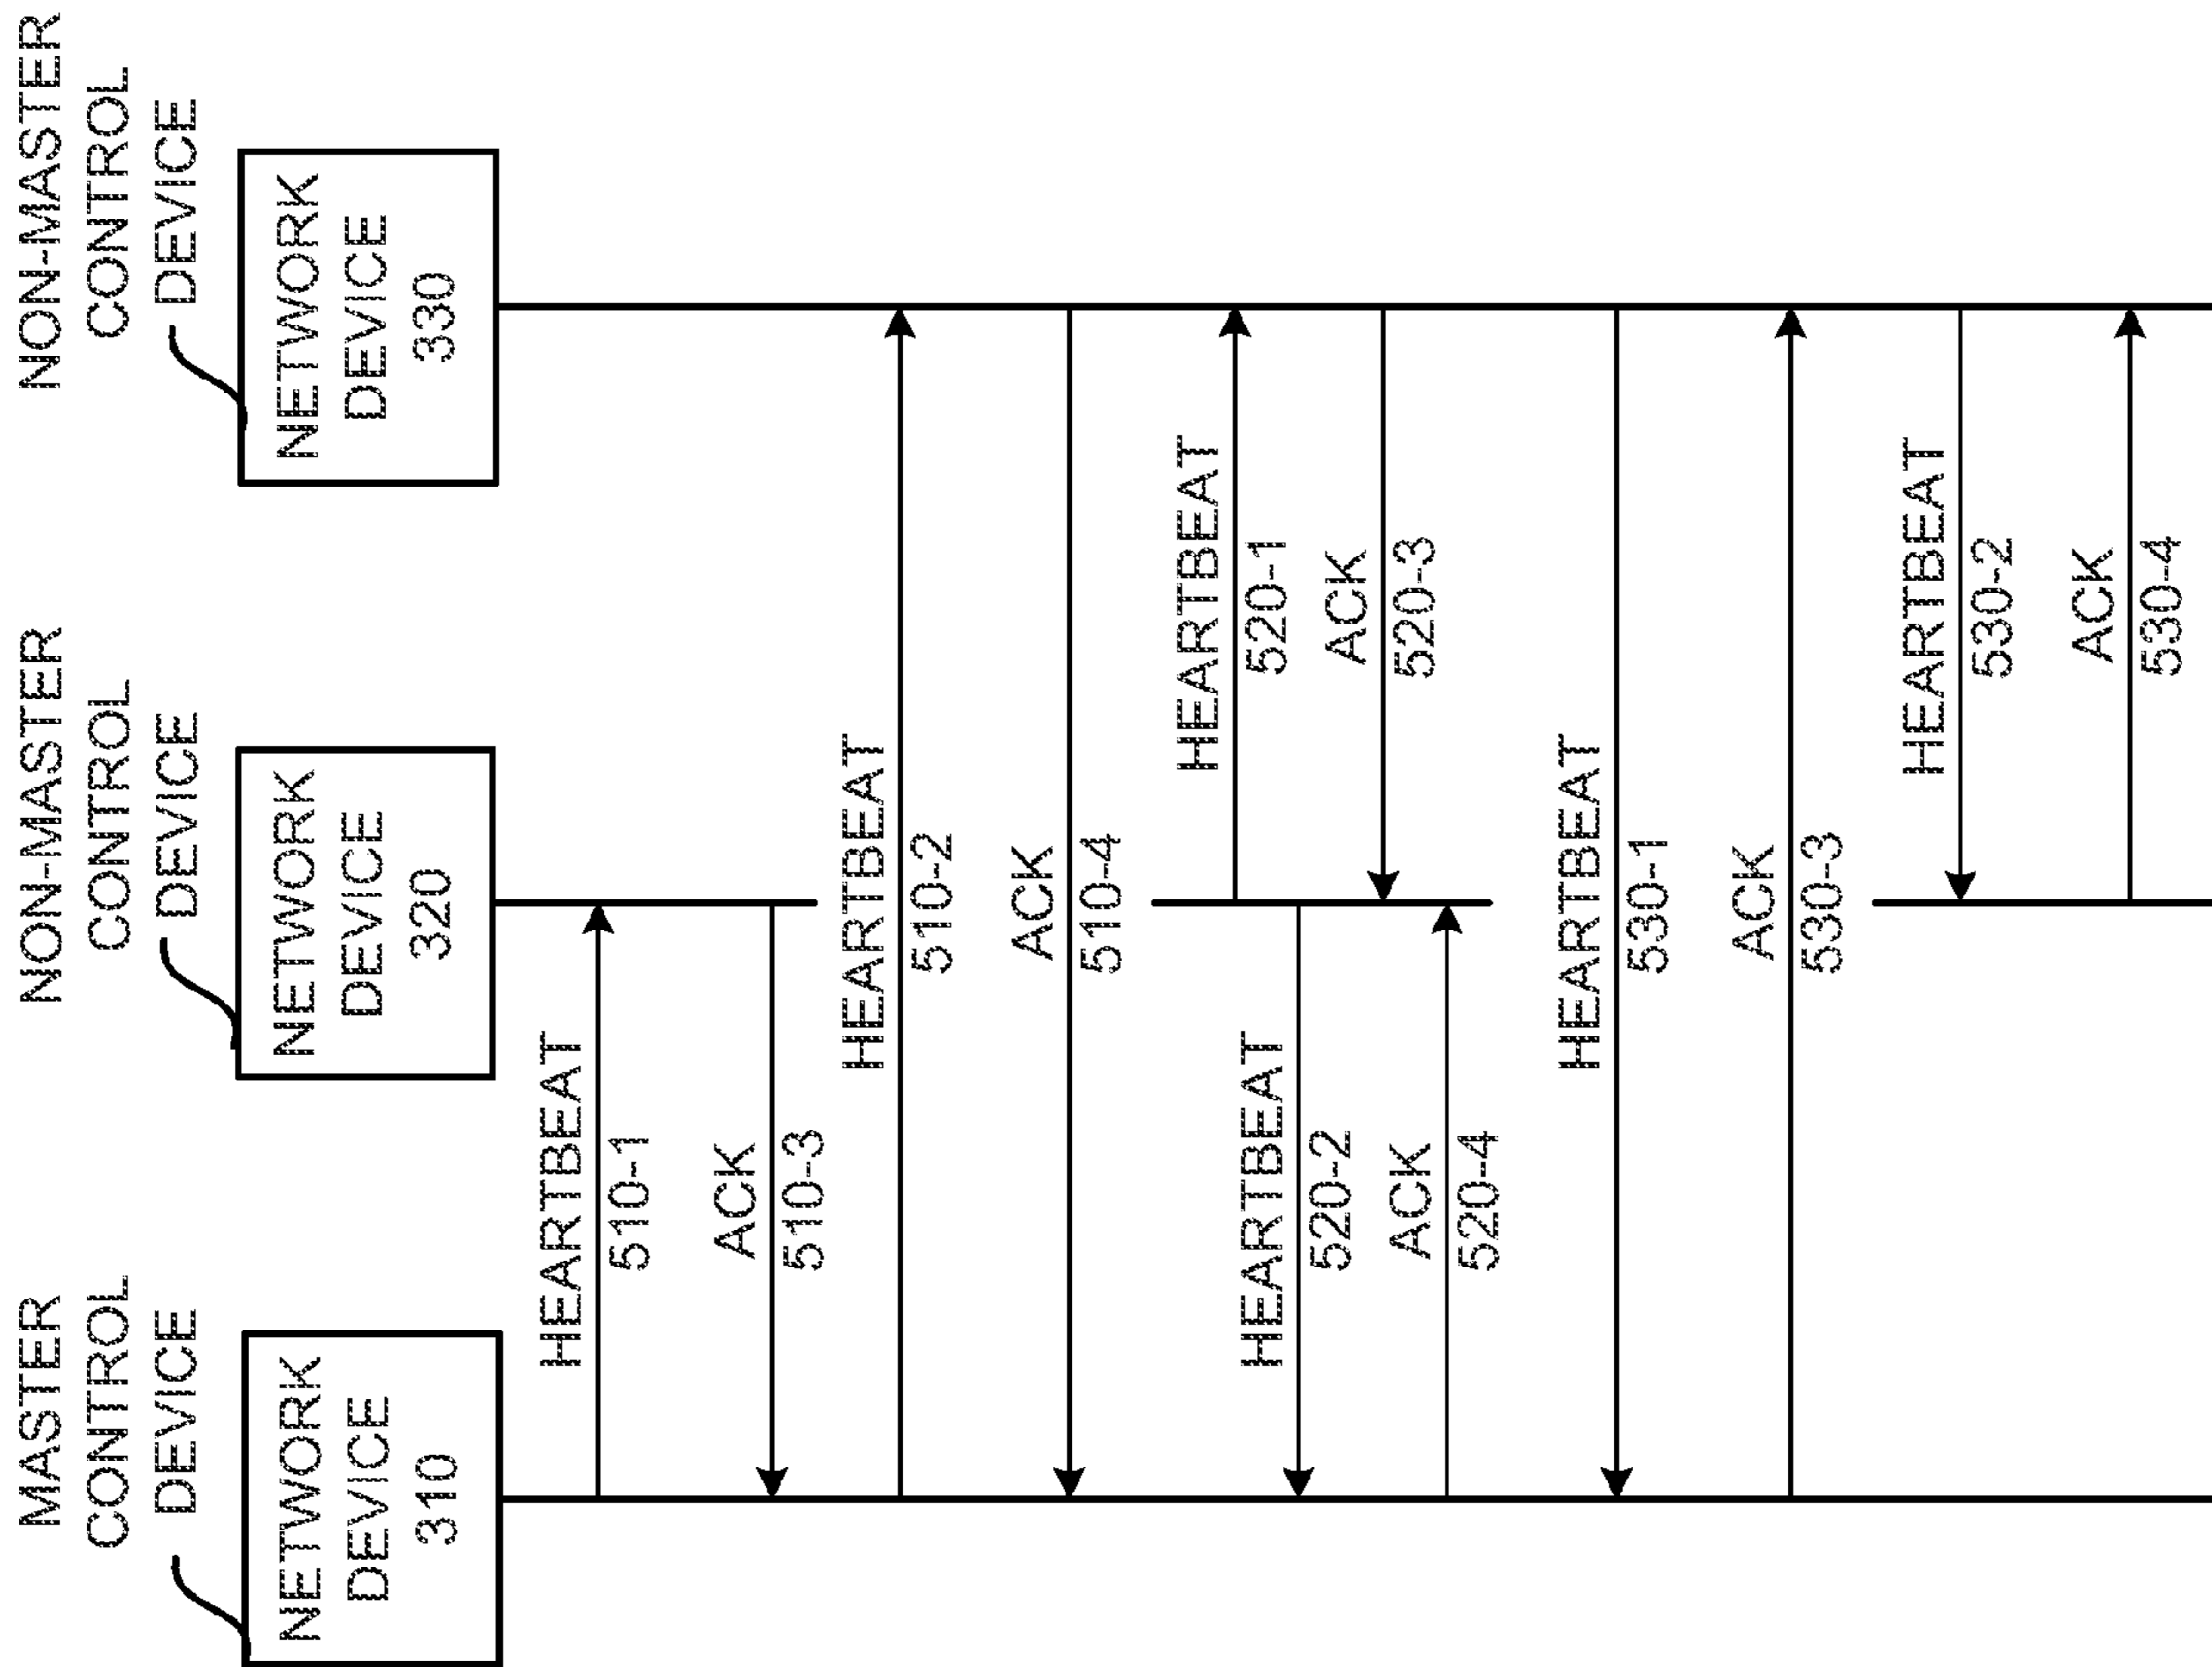 MASTER
CONTROL
DEVICE
NETWORK
DEVICE
310
NON-MASTER
CONTROL
DEVICE
NETWORK
DEVICE
320
NON-MASTER
CONTROL
DEVICE
NETWORK
DEVICE
330
HEARTBEAT
510-1
ACK
510-3
HEARTBEAT
510-2
ACK
510-4
HEARTBEAT
520-1
HEARTBEAT
520-2
ACK
520-3
ACK
520-4
HEARTBEAT
530-1
ACK
530-3
HEARTBEAT
530-2
ACK
530-4